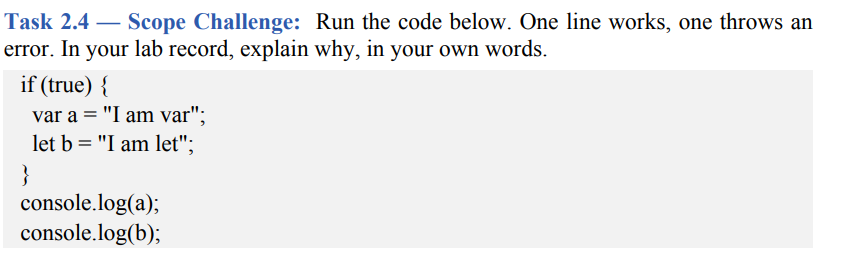 Task 2.4 — Scope Challenge: Run the code below. One line works, one throws an
error. In your lab record, explain why, in your own words.
if (true) {
var a = "I am var";
let b = "I am let";
}
console.log(a);
console.log(b);